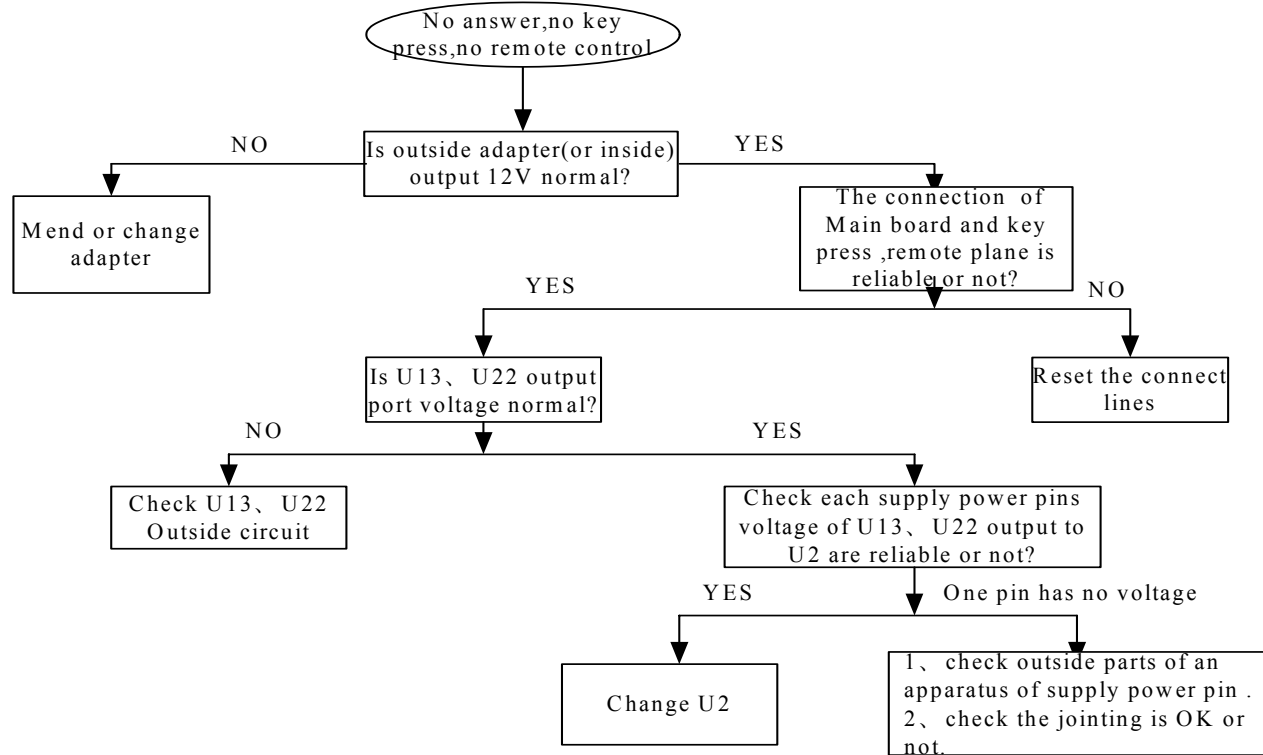 No answer,no key
press,no remote control
NO
Is outside adapter(or inside)
output 12V normal?
YES
Mend or change
adapter
The connection of
Main board and key
press ,remote plane is
reliable or not?
YES
NO
Is U13、U22 output
port voltage normal?
Reset the connect
lines
NO
YES
Check U13、U22
Outside circuit
Check each supply power pins
voltage of U13、U22 output to
U2 are reliable or not?
YES
One pin has no voltage
Change U2
1、check outside parts of an
apparatus of supply power pin .
2、check the jointing is OK or
not.